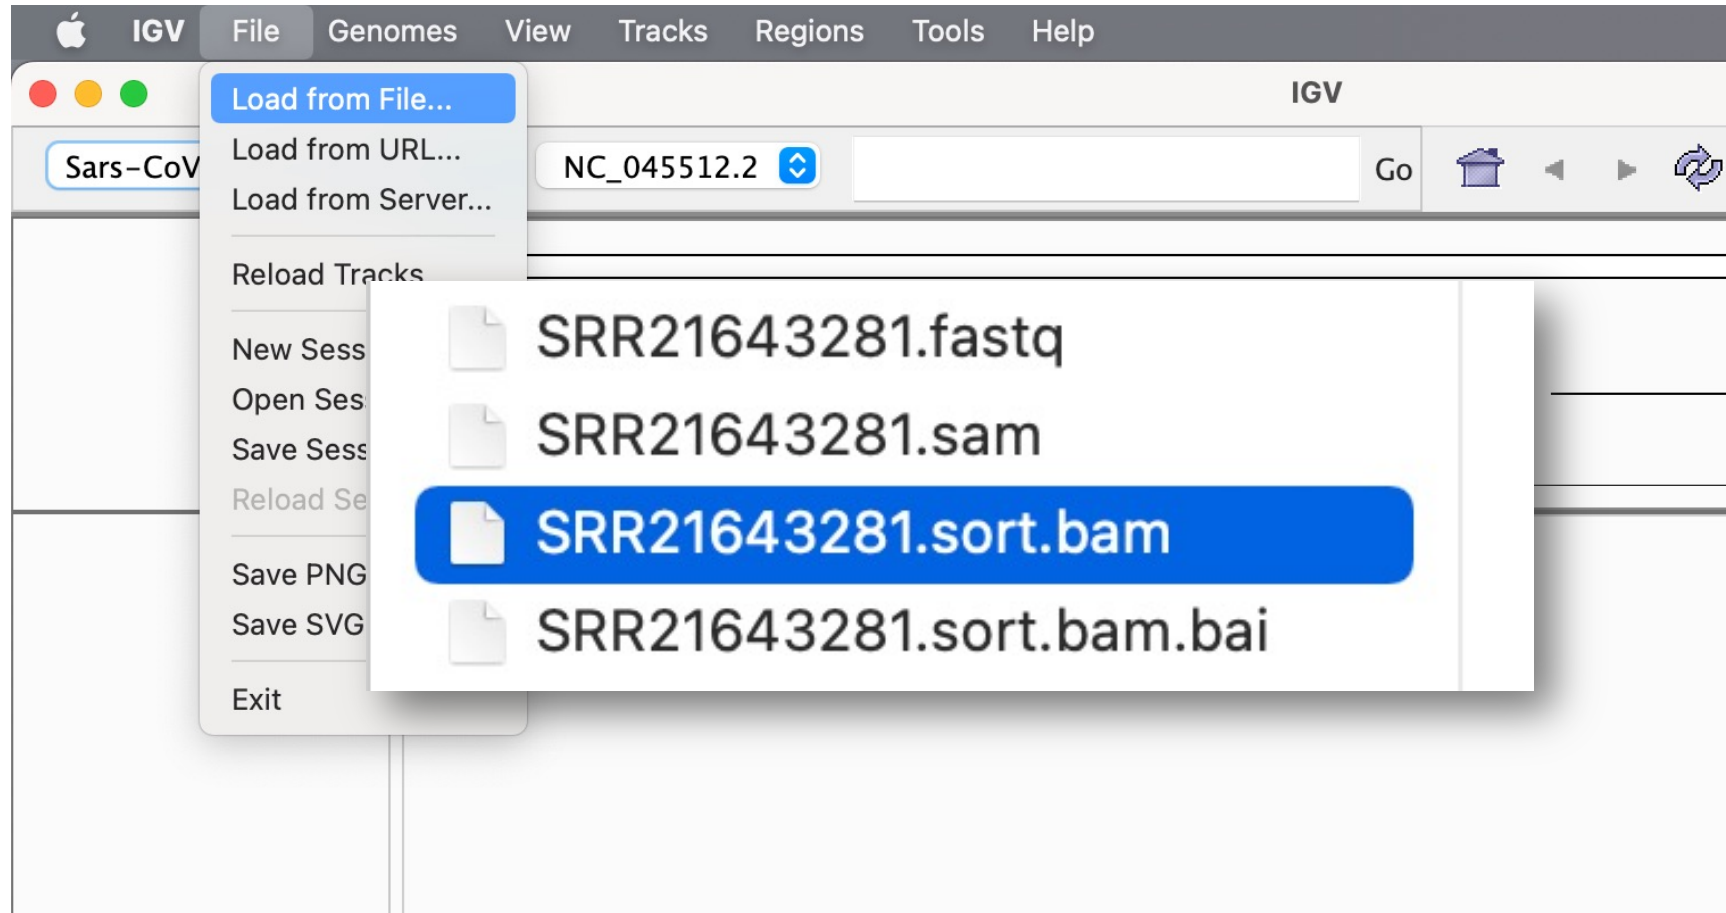 IGV File Genomes View Tracks Regions Tools Help
IGV
Sars-CoV NC_045512.2 Go
Load from File...
Load from URL...
Load from Server...
Reload Tracks
New Sess
Open Ses
Save Sess
Reload Se
Save PNG
Save SVG
Exit
SRR21643281.fastq
SRR21643281.sam
SRR21643281.sort.bam
SRR21643281.sort.bam.bai